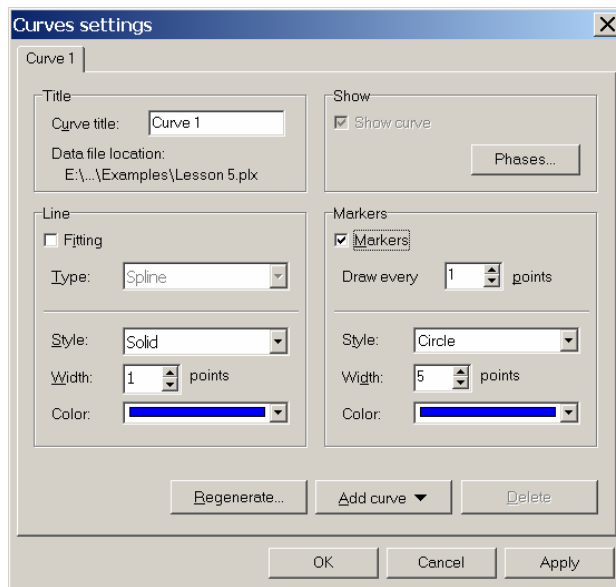 Curves settings
Curve 1
Title
Curve title: Curve 1
Data file location:
E:\...\Examples\Lesson 5.plx
Show
Show curve
Phases...
Line
Fitting
Type: Spline
Style: Solid
Width: 1 points
Color:
Markers
Markers
Draw every 1 points
Style: Circle
Width: 5 points
Color:
Regenerate... Add curve Delete
OK Cancel Apply